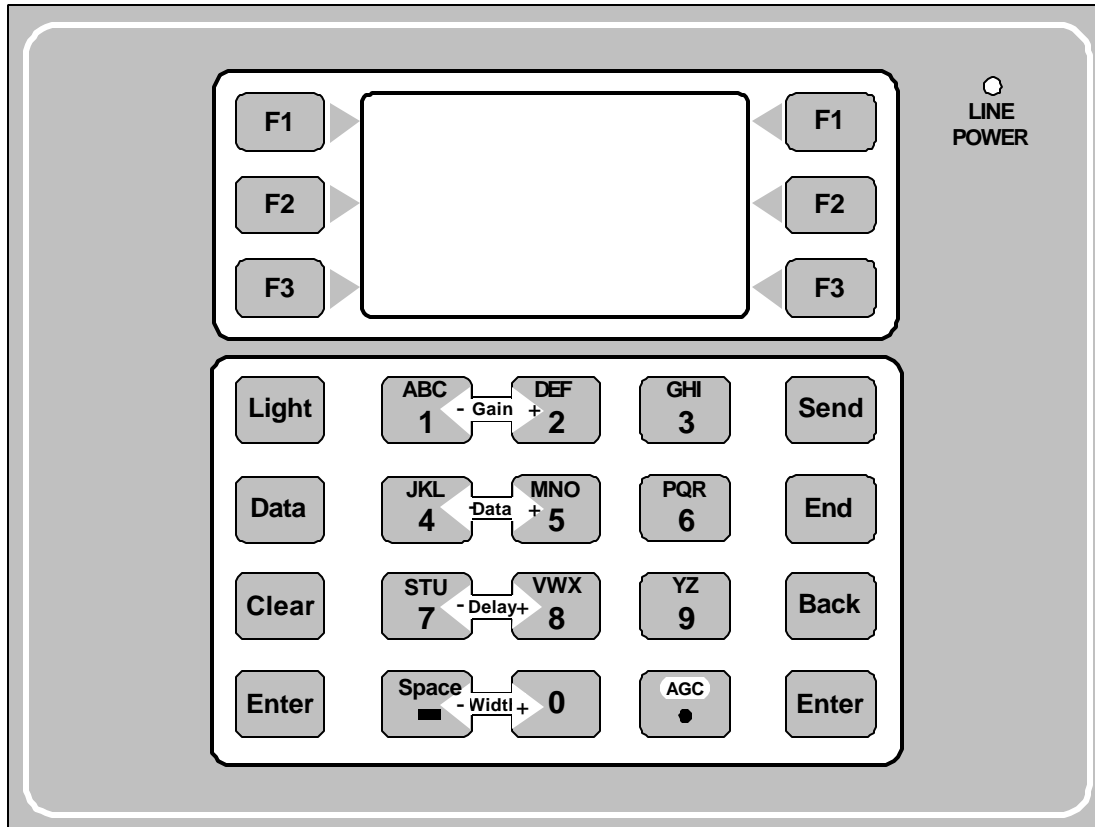 F1 F1
LINE
POWER
F2 F2
F3 F3
Light ABC 1 - Gain + DEF 2 GHI 3 Send
Data JKL 4 - Data + MNO 5 PQR 6 End
Clear STU 7 - Delay + VWX 8 YZ 9 Back
Enter Space - Widtl + 0 AGC Enter